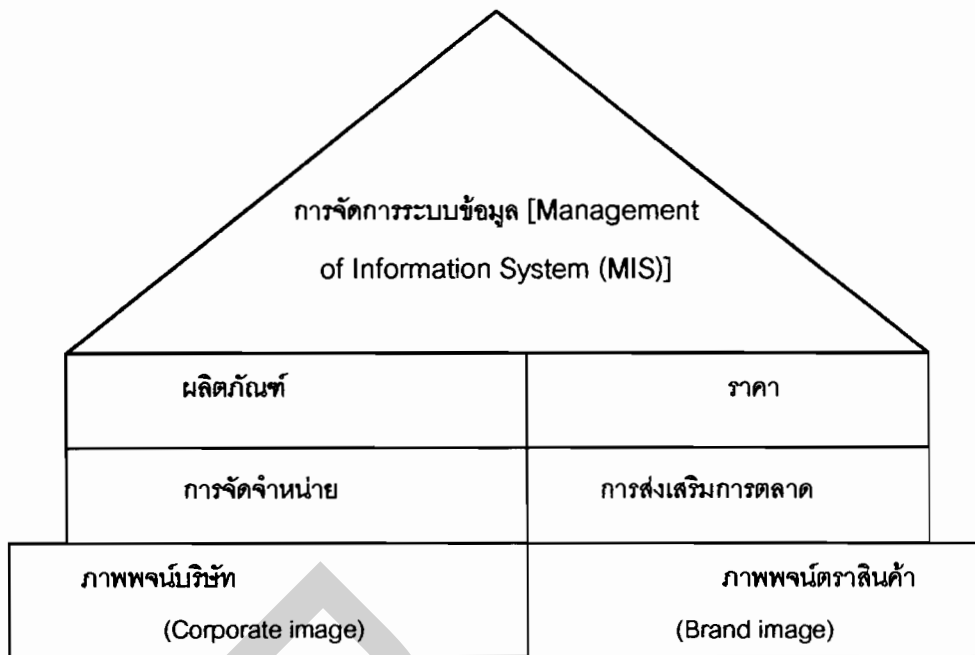 การจัดการระบบข้อมูล [Management
of Information System (MIS)]
ผลิตภัณฑ์ ราคา
การจัดจำหน่าย การส่งเสริมการตลาด
ภาพพจน์บริษัท ภาพพจน์ตราสินค้า
(Corporate image) (Brand image)